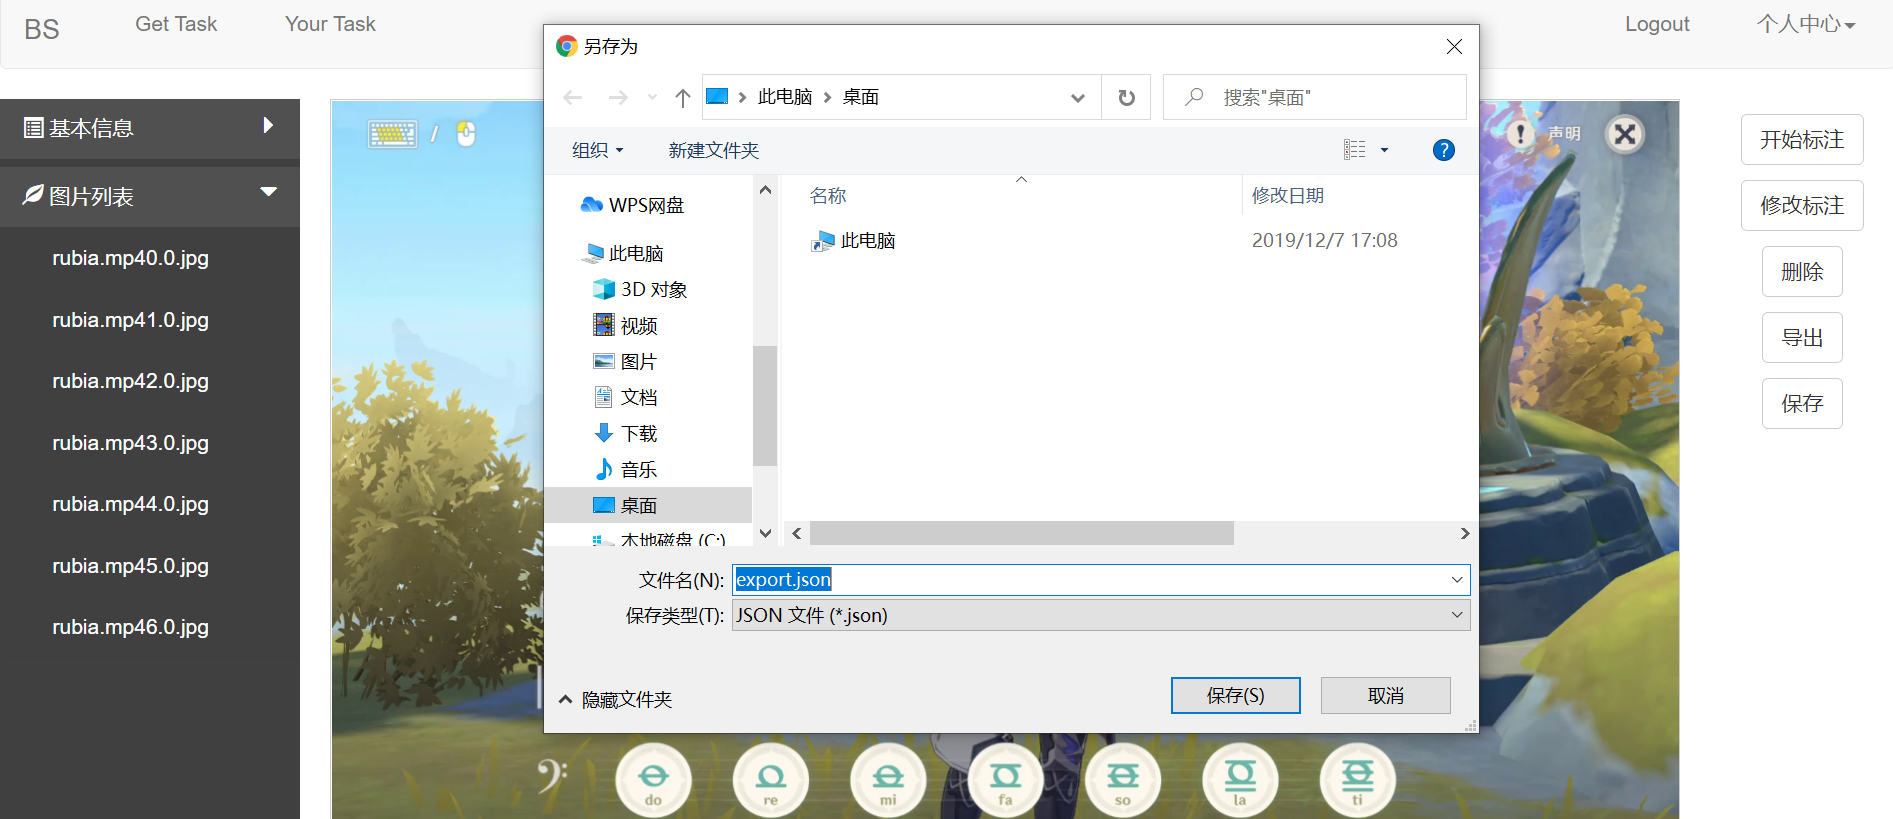 BS
Get Task
Your Task
Logout
个人中心
另存为
此电脑
桌面
搜索"桌面"
组织
新建文件夹
WPS网盘
此电脑
3D 对象
视频
图片
文档
下载
音乐
桌面
本地磁盘 (C:)
名称
修改日期
此电脑
2019/12/7 17:08
文件名(N):
export.json
保存类型(T):
JSON 文件 (*.json)
隐藏文件夹
保存(S)
取消
基本信息
图片列表
rubia.mp40.0.jpg
rubia.mp41.0.jpg
rubia.mp42.0.jpg
rubia.mp43.0.jpg
rubia.mp44.0.jpg
rubia.mp45.0.jpg
rubia.mp46.0.jpg
/
声明
do
re
mi
fa
so
la
ti
开始标注
修改标注
删除
导出
保存